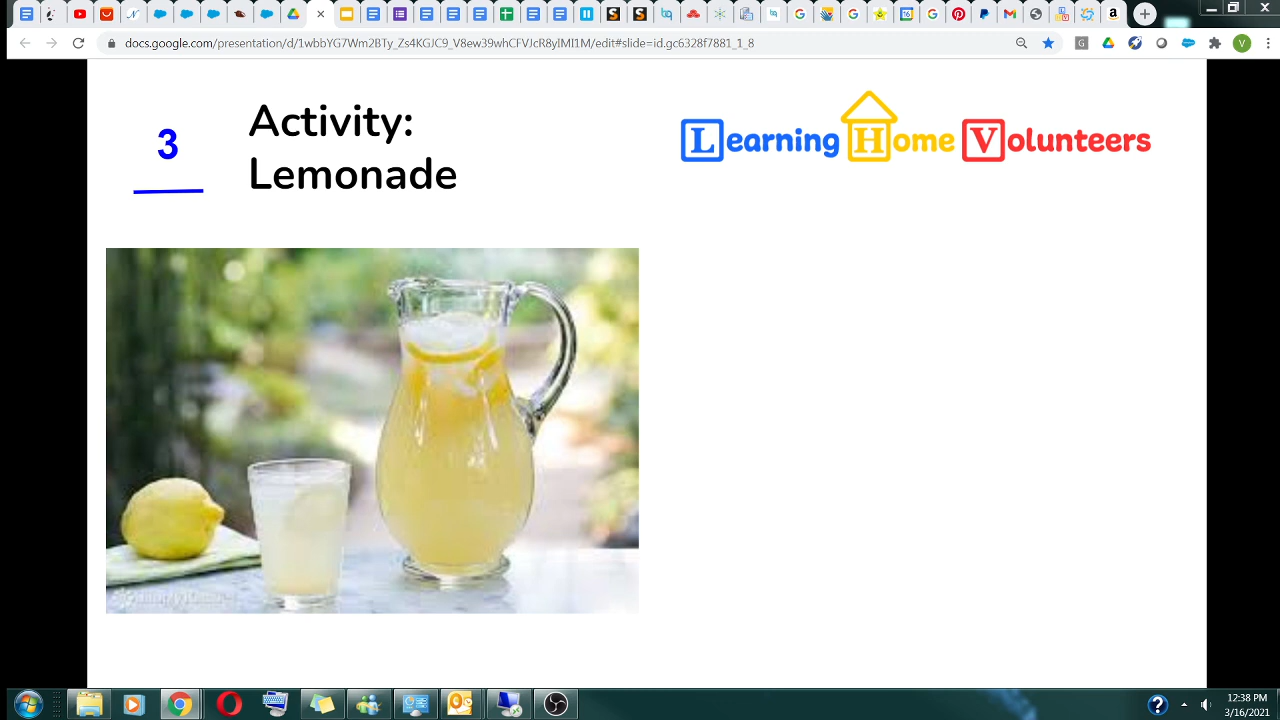 docs.google.com/presentation/d/1wbbYG7Wm2BTy_Zs4KGJC9_V8ew39whzFVJP8yIMI1M/edit#slide=id.gc6328f7881_1_8
3
Activity:
Lemonade
Learning Home Volunteers
12:38 PM
3/16/2021